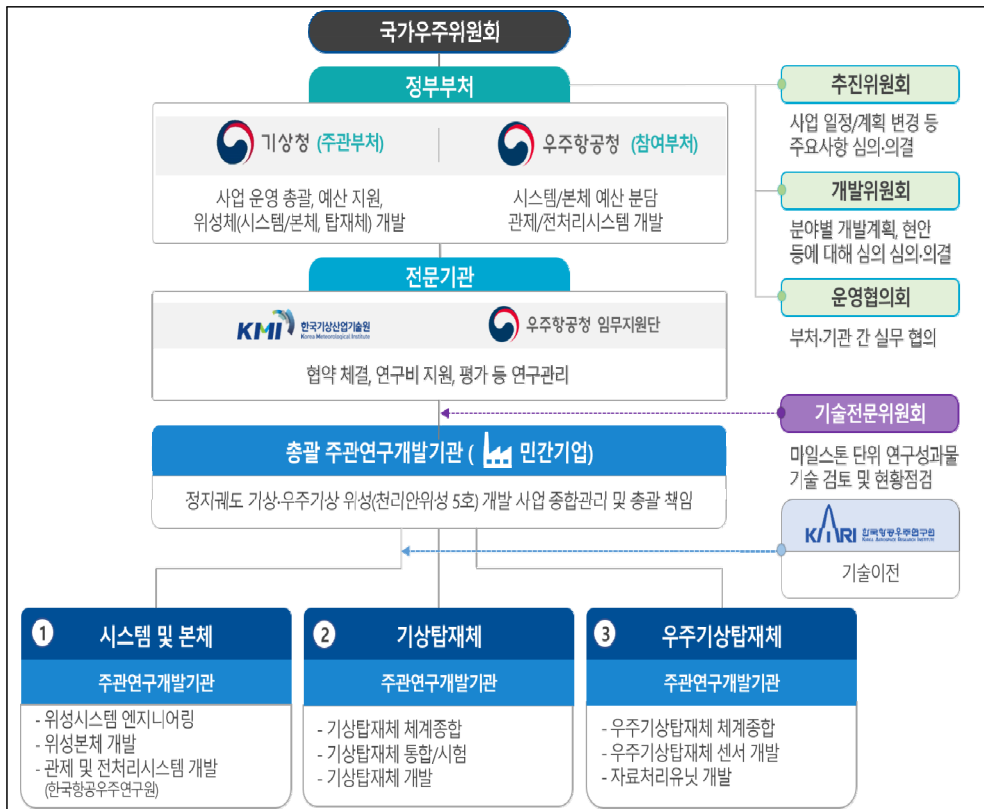 국가우주위원회
정부부처
기상청 (주관부처)
우주항공청 (참여부처)
사업 운영 총괄, 예산 지원,
위성체(시스템/본체, 탑재체) 개발
시스템/본체 예산 분담
관제/전처리시스템 개발
추진위원회
사업 일정/계획 변경 등
주요사항 심의·의결
개발위원회
분야별 개발계획, 현안
등에 대해 심의 심의·의결
운영협의회
부처·기관 간 실무 협의
전문기관
KMI 한국기상산업기술원
Korea Meteorological Institute
우주항공청 임무지원단
협약 체결, 연구비 지원, 평가 등 연구관리
기술전문위원회
마일스톤 단위 연구성과물
기술 검토 및 현황점검
총괄 주관연구개발기관 ( 민간기업)
정지궤도 기상·우주기상 위성(천리안위성 5호) 개발 사업 종합관리 및 총괄 책임
KARI 한국항공우주연구원
KOREA AEROSPACE RESEARCH INSTITUTE
기술이전
1 시스템 및 본체
주관연구개발기관
- 위성시스템 엔지니어링
- 위성본체 개발
- 관제 및 전처리시스템 개발
(한국항공우주연구원)
2 기상탑재체
주관연구개발기관
- 기상탑재체 체계종합
- 기상탑재체 통합/시험
- 기상탑재체 개발
3 우주기상탑재체
주관연구개발기관
- 우주기상탑재체 체계종합
- 우주기상탑재체 센서 개발
- 자료처리유닛 개발